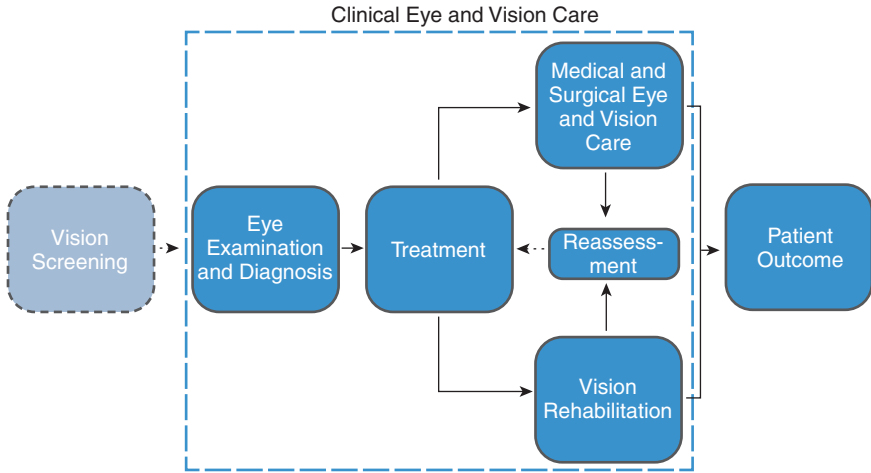 Clinical Eye and Vision Care
Vision
Screening
Eye
Examination
and Diagnosis
Treatment
Medical and
Surgical Eye
and Vision
Care
Reassess-
ment
Vision
Rehabilitation
Patient
Outcome